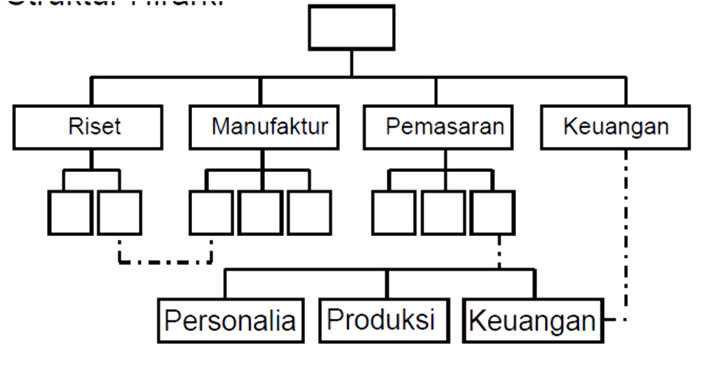 Riset
Manufaktur
Pemasaran
Keuangan
Personalia
Produksi
Keuangan